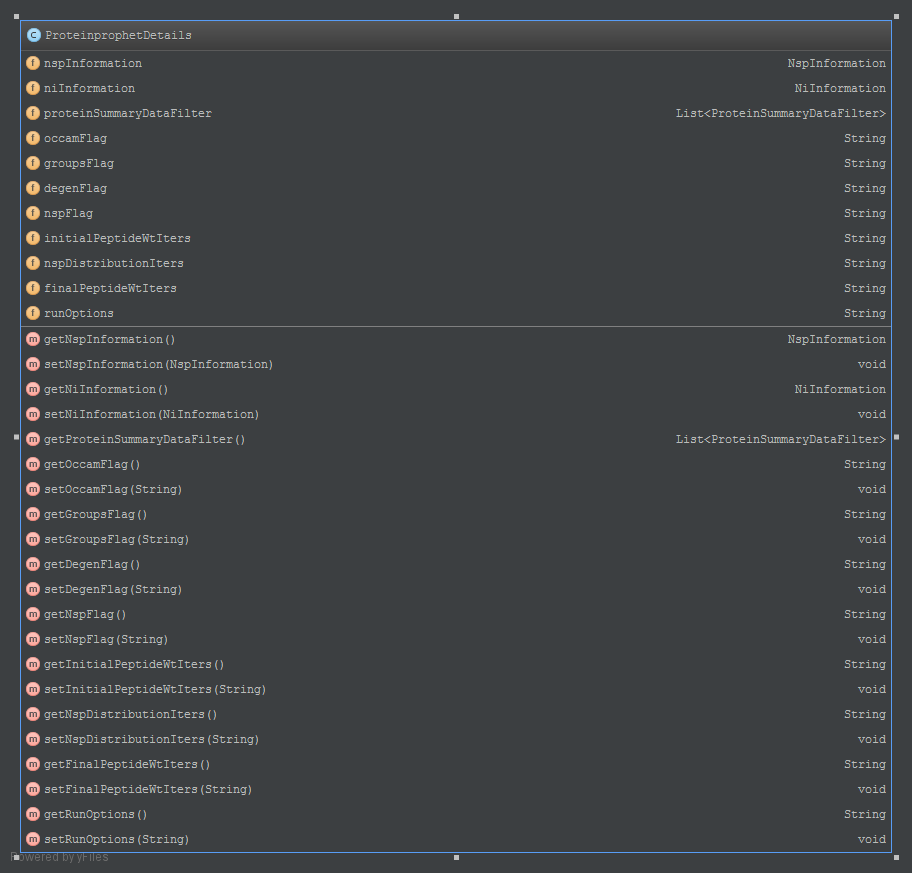 C ProteinprophetDetails
f nspInformation NspInformation
f niInformation NiInformation
f proteinSummaryDataFilter List<ProteinSummaryDataFilter>
f occamFlag String
f groupsFlag String
f degenFlag String
f nspFlag String
f initialPeptideWtIters String
f nspDistributionIters String
f finalPeptideWtIters String
f runOptions String
m getNspInformation() NspInformation
m setNspInformation(NspInformation) void
m getNiInformation() NiInformation
m setNiInformation(NiInformation) void
m getProteinSummaryDataFilter() List<ProteinSummaryDataFilter>
m getOccamFlag() String
m setOccamFlag(String) void
m getGroupsFlag() String
m setGroupsFlag(String) void
m getDegenFlag() String
m setDegenFlag(String) void
m getNspFlag() String
m setNspFlag(String) void
m getInitialPeptideWtIters() String
m setInitialPeptideWtIters(String) void
m getNspDistributionIters() String
m setNspDistributionIters(String) void
m getFinalPeptideWtIters() String
m setFinalPeptideWtIters(String) void
m getRunOptions() String
m setRunOptions(String) void
Powered by yFiles